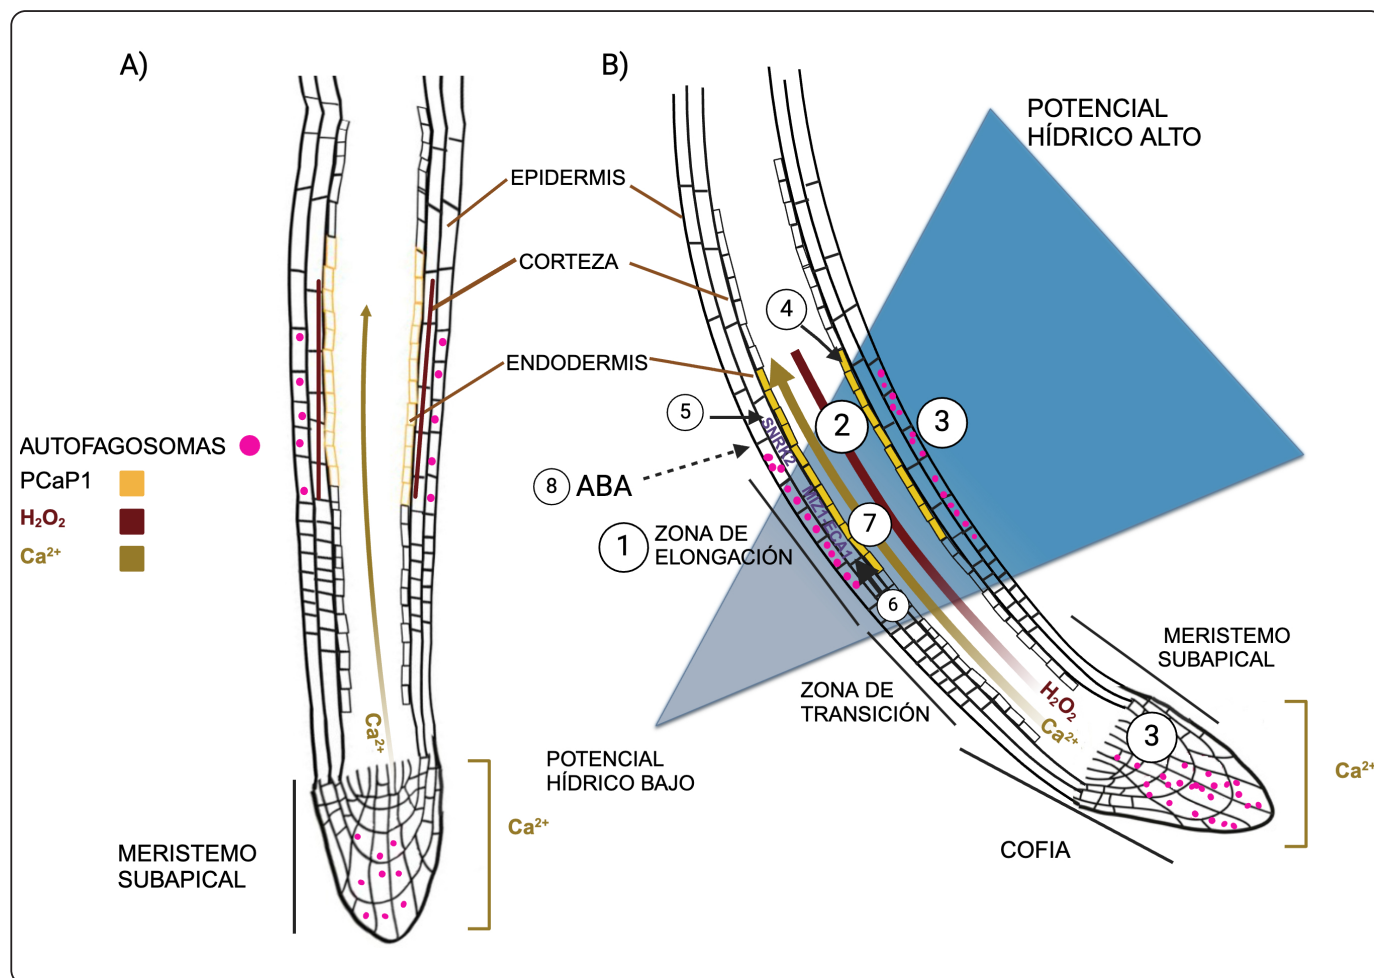 A)
B)
POTENCIAL
HÍDRICO ALTO
EPIDERMIS
CORTEZA
ENDODERMIS
4
5
2
3
SNRK2
AUTOFAGOSOMAS
PCaP1
H₂O₂
Ca²⁺
8 ABA
MIZ1-ECA1
7
1 ZONA DE
ELONGACIÓN
6
MERISTEMO
SUBAPICAL
ZONA DE
TRANSICIÓN
H₂O₂
Ca²⁺
3
Ca²⁺
Ca²⁺
POTENCIAL
HÍDRICO BAJO
Ca²⁺
MERISTEMO
SUBAPICAL
COFIA